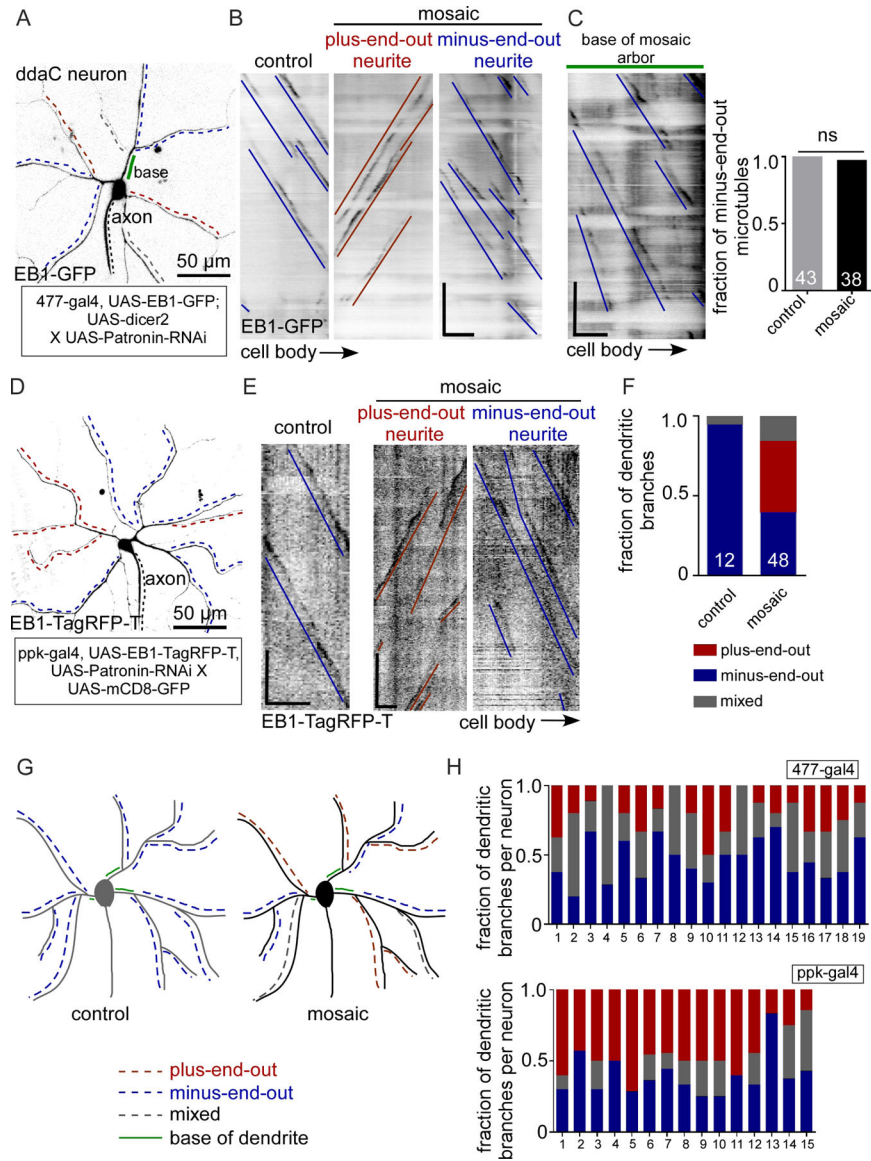 A
ddaC neuron
base
axon
EB1-GFP
50 µm
477-gal4, UAS-EB1-GFP;
UAS-dicer2
X UAS-Patronin-RNAi
B
mosaic
control
plus-end-out
neurite
minus-end-out
neurite
EB1-GFP
cell body
C
base of mosaic
arbor
cell body
fraction of minus-end-out
microtubles
1.0
0.5
0
ns
43
38
control
mosaic
D
axon
50 µm
EB1-TagRFP-T
ppk-gal4, UAS-EB1-TagRFP-T,
UAS-Patronin-RNAi X
UAS-mCD8-GFP
E
mosaic
control
plus-end-out
neurite
minus-end-out
neurite
EB1-TagRFP-T
cell body
F
fraction of dendritic
branches
1.0
0.5
0
12
48
control
mosaic
plus-end-out
minus-end-out
mixed
G
control
mosaic
plus-end-out
minus-end-out
mixed
base of dendrite
H
477-gal4
fraction of dendritic
branches per neuron
1.0
0.5
0
1 2 3 4 5 6 7 8 9 10 11 12 13 14 15 16 17 18 19
ppk-gal4
fraction of dendritic
branches per neuron
1.0
0.5
0
1 2 3 4 5 6 7 8 9 10 11 12 13 14 15